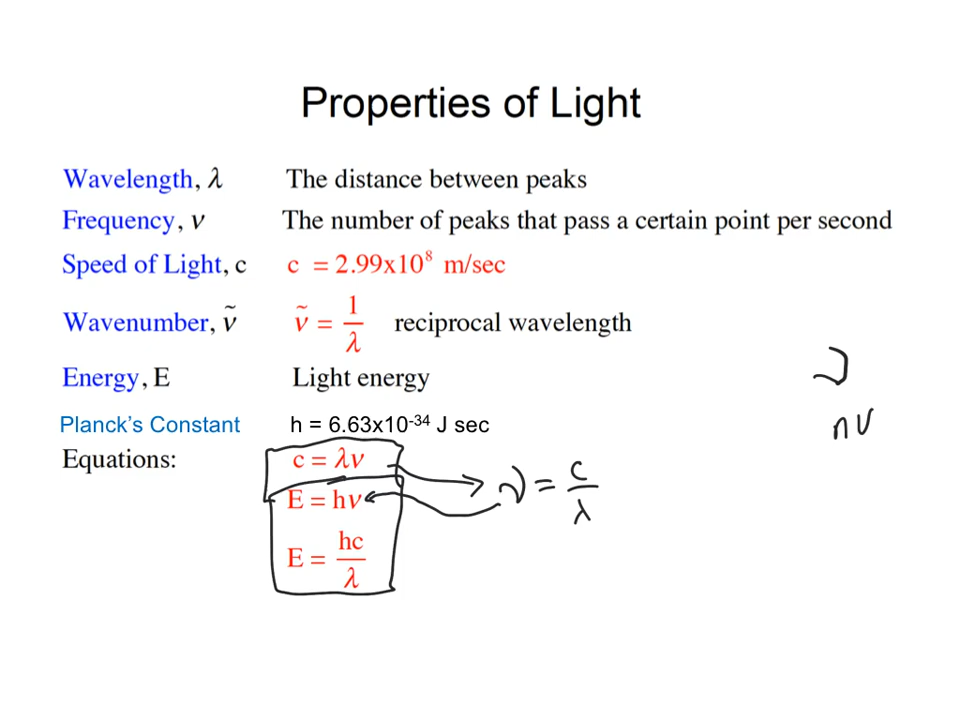 Properties of Light
Wavelength, λ The distance between peaks
Frequency, ν The number of peaks that pass a certain point per second
Speed of Light, c c = 2.99x10⁸ m/sec
Wavenumber, ν̃ ν̃ = 1/λ reciprocal wavelength
Energy, E Light energy
Planck's Constant h = 6.63x10⁻³⁴ J sec
Equations: c = λν
E = hν
E = hc/λ
ν = c/λ
ν
nu